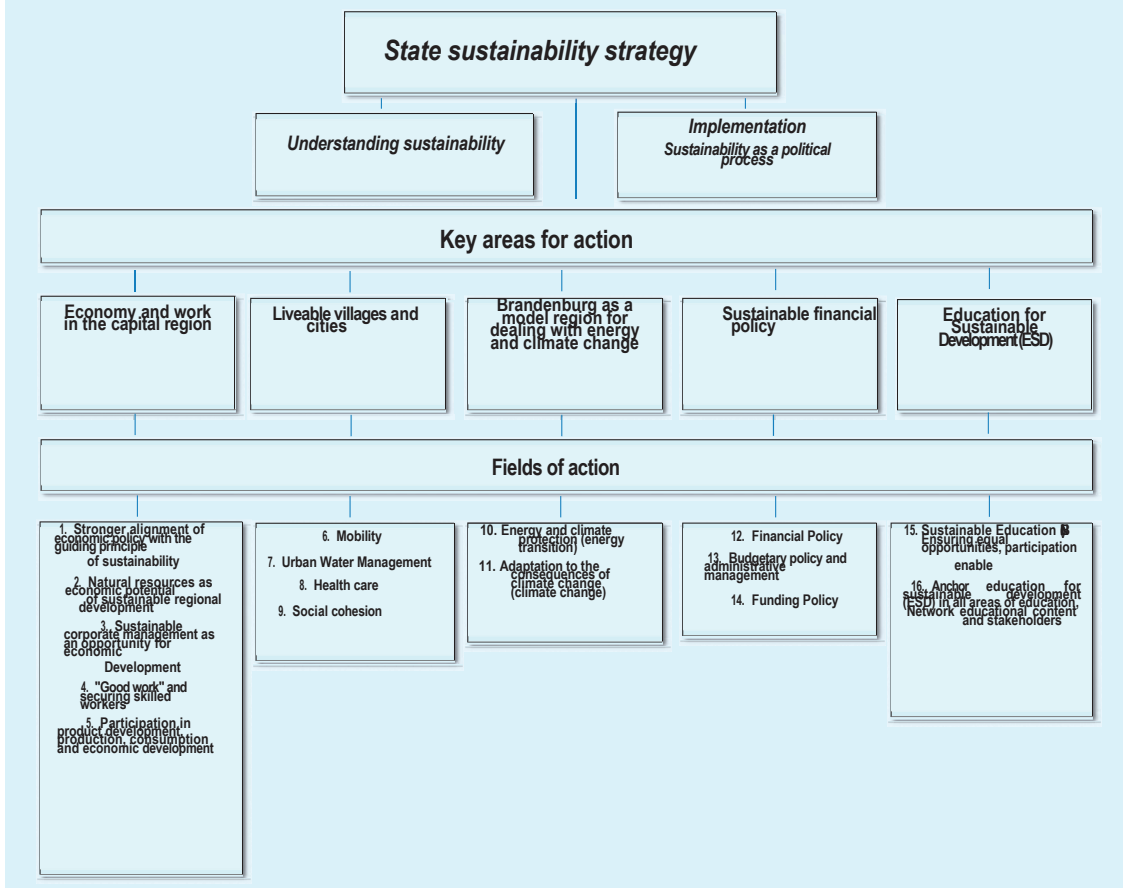 State sustainability strategy
Understanding sustainability
Implementation
Sustainability as a political
process
Key areas for action
Economy and work
in the capital region
Liveable villages and
cities
Brandenburg as a
model region for
dealing with energy
and climate change
Sustainable financial
policy
Education for
Sustainable
Development (ESD)
Fields of action
1. Stronger alignment of
economic policy with the
guiding principle
of sustainability
2. Natural resources as
economic potential
of sustainable regional
development
3. Sustainable
corporate management as
an opportunity for
economic
Development
4. "Good work" and
securing skilled
workers
5. Participation in
product development,
production, consumption
and economic development
6. Mobility
7. Urban Water Management
8. Health care
9. Social cohesion
10. Energy and climate
protection (energy
transition)
11. Adaptation to the
consequences of
climate change
(climate change)
12. Financial Policy
13. Budgetary policy and
administrative
management
14. Funding Policy
15. Sustainable Education
Ensuring equal
opportunities, participation
enable
16. Anchor education for
sustainable development
(ESD) in all areas of education,
Network educational content
and stakeholders